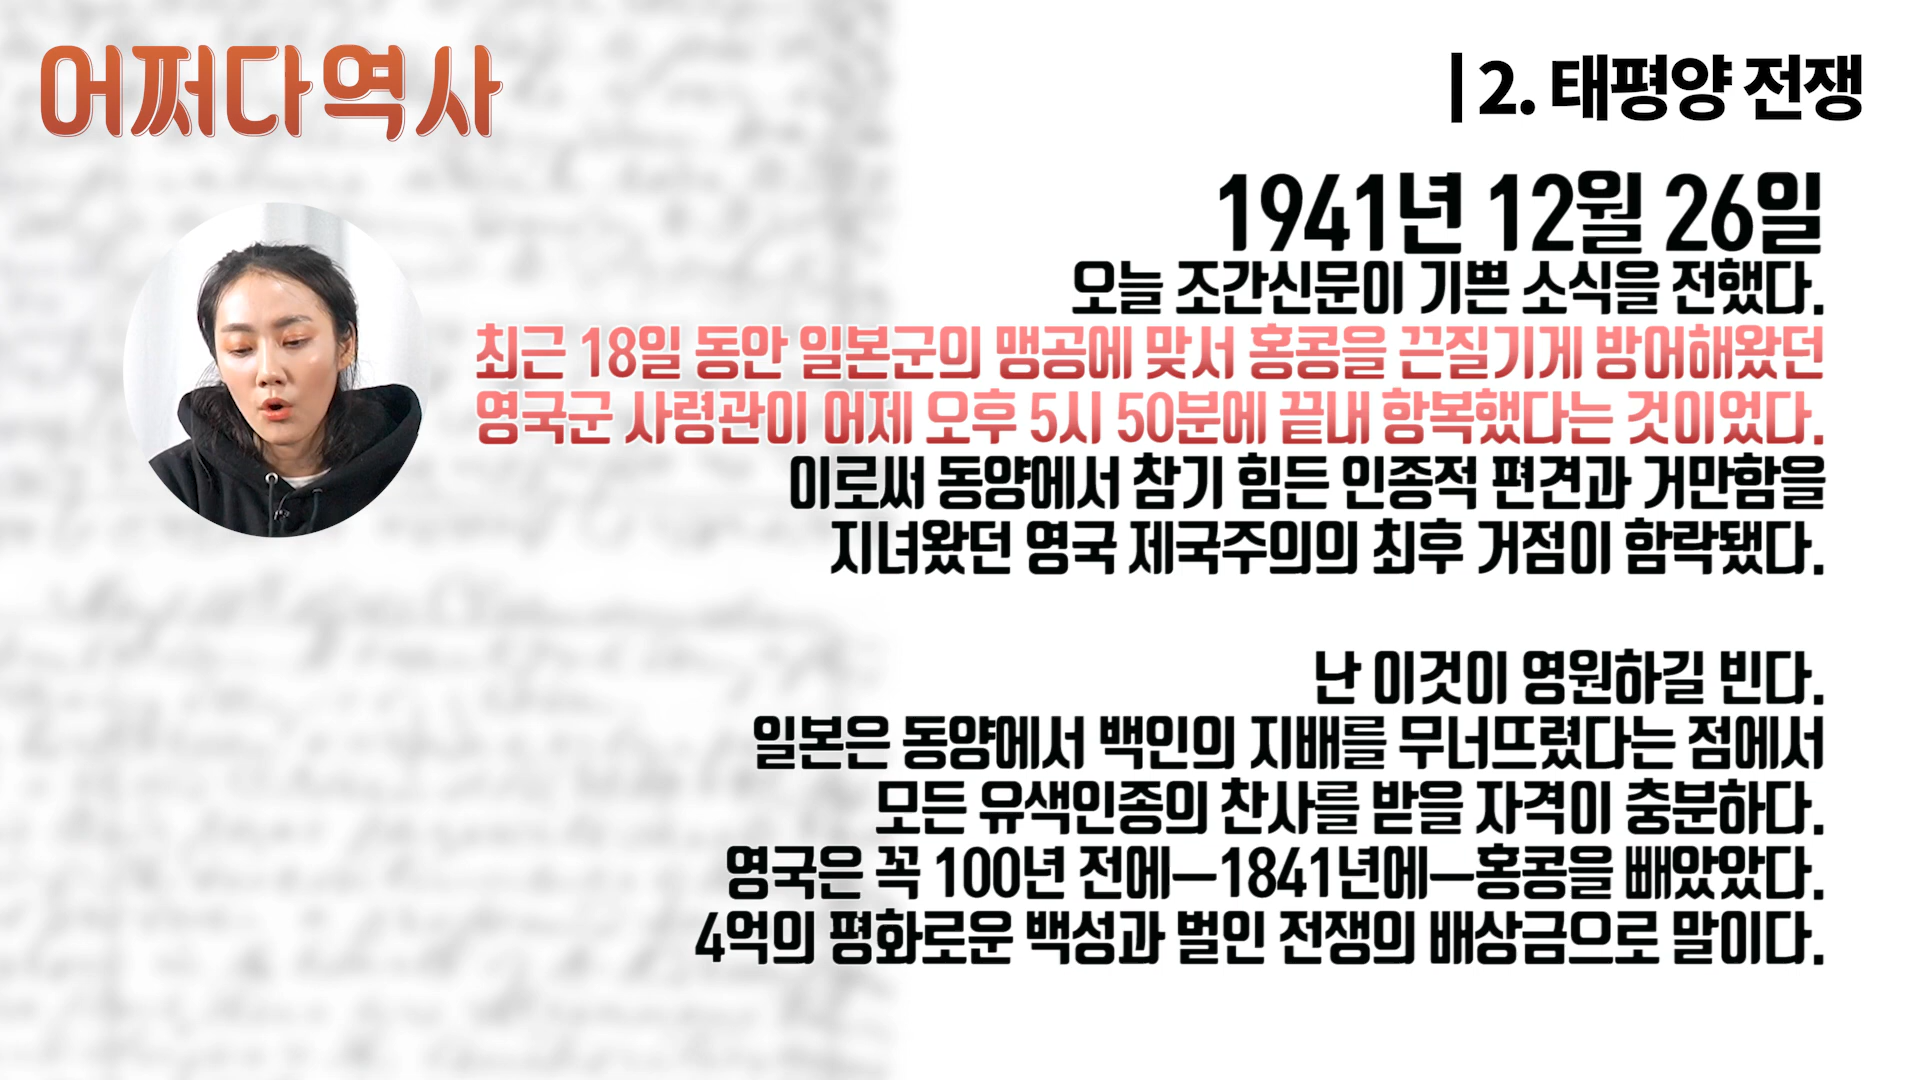 어쩌다역사
| 2. 태평양 전쟁
1941년 12월 26일
오늘 조간신문이 기쁜 소식을 전했다.
최근 18일 동안 일본군의 맹공에 맞서 홍콩을 끈질기게 방어해왔던
영국군 사령관이 어제 오후 5시 50분에 끝내 항복했다는 것이었다.
이로써 동양에서 참기 힘든 인종적 편견과 거만함을
지녀왔던 영국 제국주의의 최후 거점이 함락됐다.
난 이것이 영원하길 빈다.
일본은 동양에서 백인의 지배를 무너뜨렸다는 점에서
모든 유색인종의 찬사를 받을 자격이 충분하다.
영국은 꼭 100년 전에—1841년에—홍콩을 빼았았다.
4억의 평화로운 백성과 벌인 전쟁의 배상금으로 말이다.